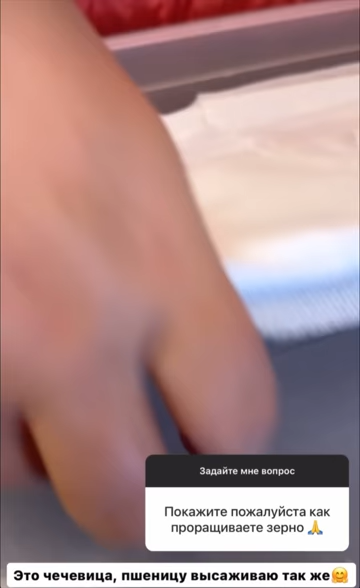 Задайте мне вопрос
Покажите пожалуйста как
проращиваете зерно 🙏
Это чечевица, пшеницу высаживаю так же🤗